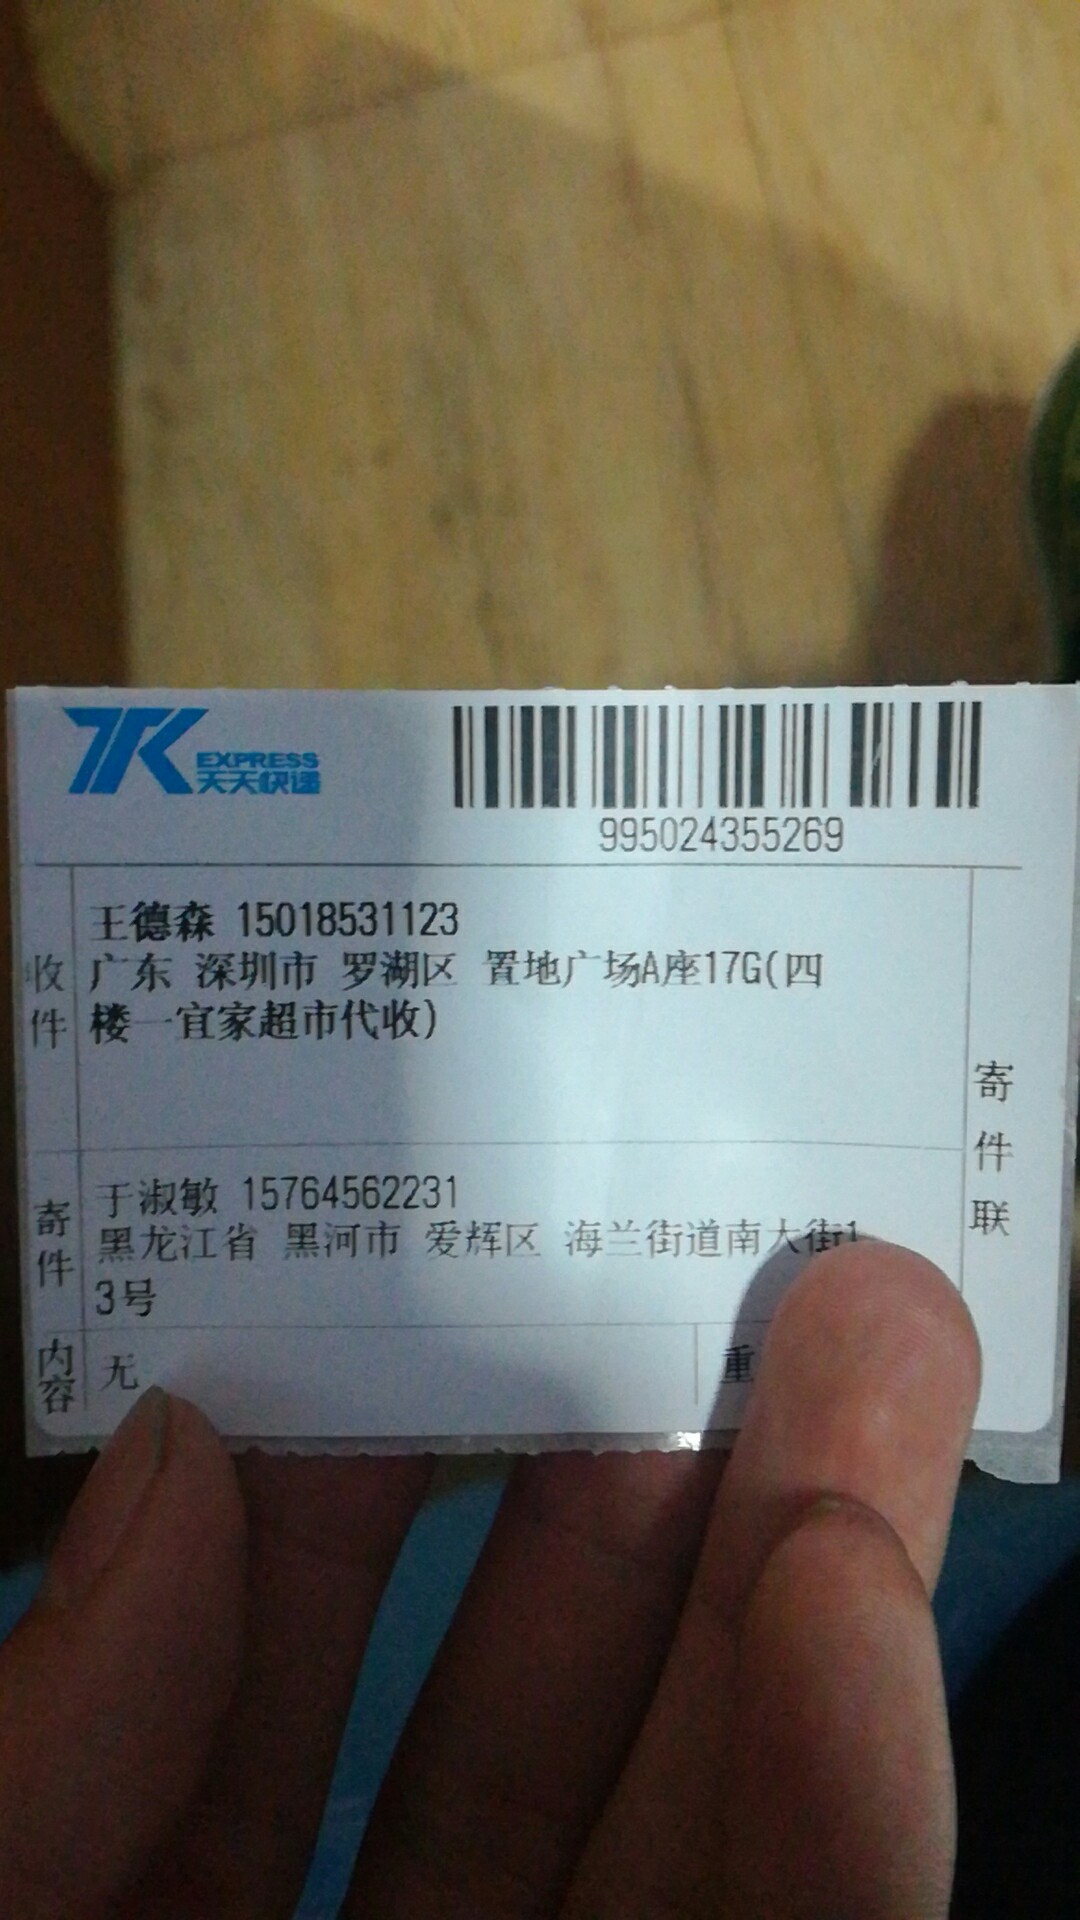 TTK EXPRESS
天天快递
995024355269
收件
王德森 15018531123
广东 深圳市 罗湖区 置地广场A座17G(四
楼一宜家超市代收)
寄件
于淑敏 15764562231
黑龙江省 黑河市 爱辉区 海兰街道南大街1
3号
内容
无
重
寄件联